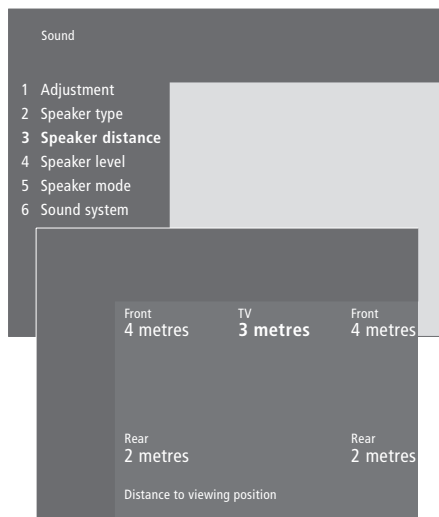 Sound
1 Adjustment
2 Speaker type
3 Speaker distance
4 Speaker level
5 Speaker mode
6 Sound system
Front TV Front
4 metres 3 metres 4 metres
Rear Rear
2 metres 2 metres
Distance to viewing position